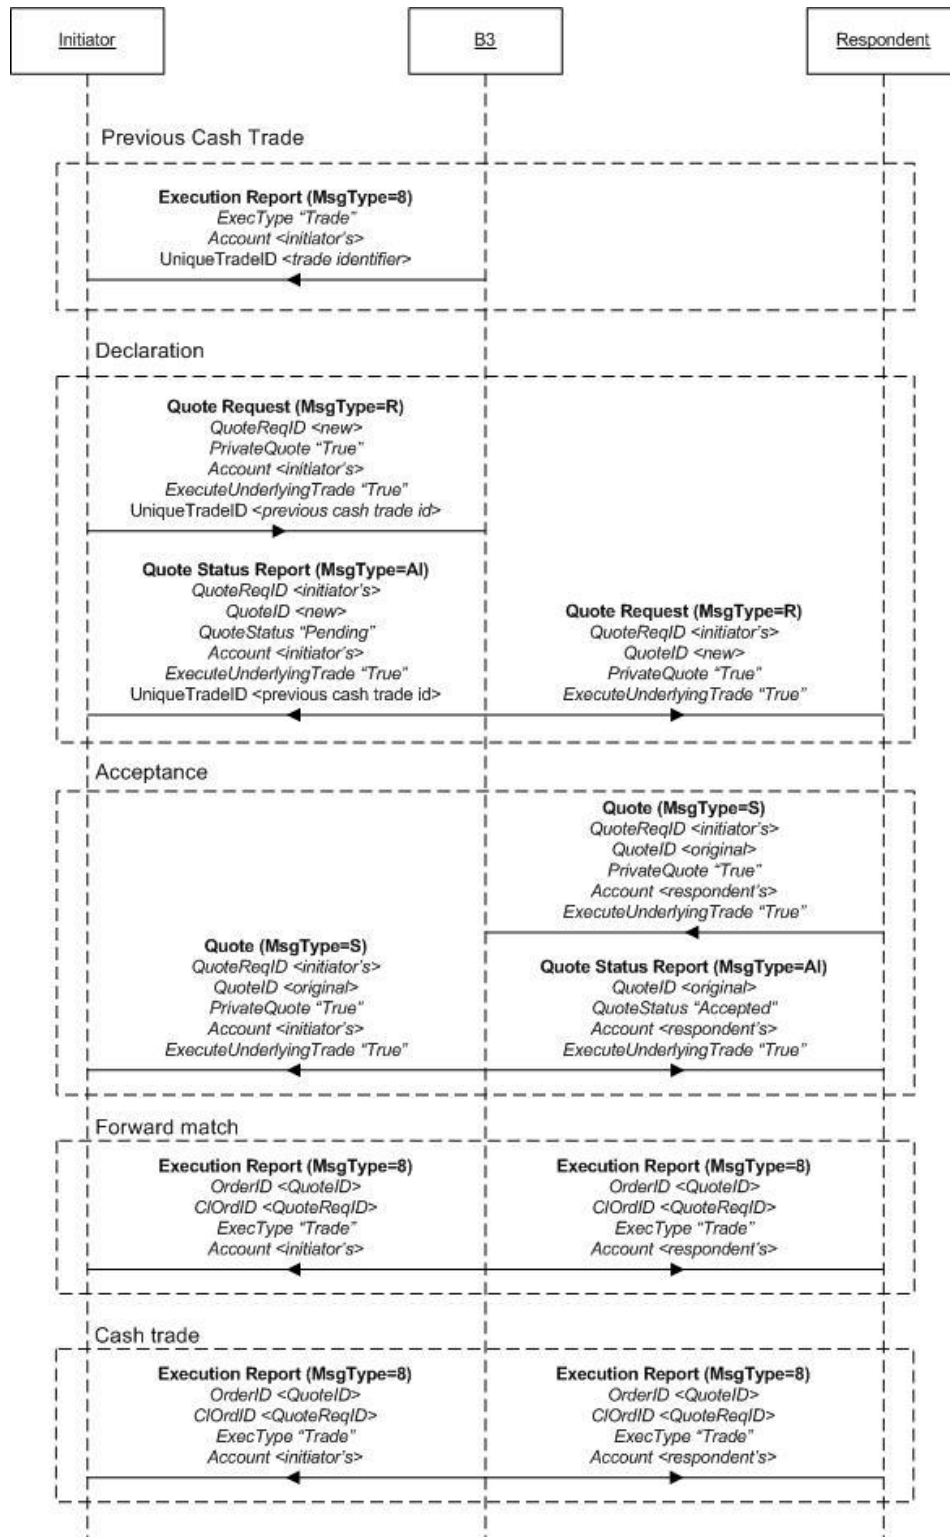 Initiator
B3
Respondent
Previous Cash Trade
Execution Report (MsgType=8)
ExecType “Trade”
Account <initiator’s>
UniqueTradeID <trade identifier>
Declaration
Quote Request (MsgType=R)
QuoteReqID <new>
PrivateQuote “True”
Account <initiator’s>
ExecuteUnderlyingTrade “True”
UniqueTradeID <previous cash trade id>
Quote Status Report (MsgType=AI)
QuoteReqID <initiator’s>
QuoteID <new>
QuoteStatus “Pending”
Account <initiator’s>
ExecuteUnderlyingTrade “True”
UniqueTradeID <previous cash trade id>
Quote Request (MsgType=R)
QuoteReqID <initiator’s>
QuoteID <new>
PrivateQuote “True”
ExecuteUnderlyingTrade “True”
Acceptance
Quote (MsgType=S)
QuoteReqID <initiator’s>
QuoteID <original>
PrivateQuote “True”
Account <respondent’s>
ExecuteUnderlyingTrade “True”
Quote (MsgType=S)
QuoteReqID <initiator’s>
QuoteID <original>
PrivateQuote “True”
Account <initiator’s>
ExecuteUnderlyingTrade “True”
Quote Status Report (MsgType=AI)
QuoteID <original>
QuoteStatus “Accepted”
Account <respondent’s>
ExecuteUnderlyingTrade “True”
Forward match
Execution Report (MsgType=8)
OrderID <QuoteID>
ClOrdID <QuoteReqID>
ExecType “Trade”
Account <initiator’s>
Execution Report (MsgType=8)
OrderID <QuoteID>
ClOrdID <QuoteReqID>
ExecType “Trade”
Account <respondent’s>
Cash trade
Execution Report (MsgType=8)
OrderID <QuoteID>
ClOrdID <QuoteReqID>
ExecType “Trade”
Account <initiator’s>
Execution Report (MsgType=8)
OrderID <QuoteID>
ClOrdID <QuoteReqID>
ExecType “Trade”
Account <respondent’s>